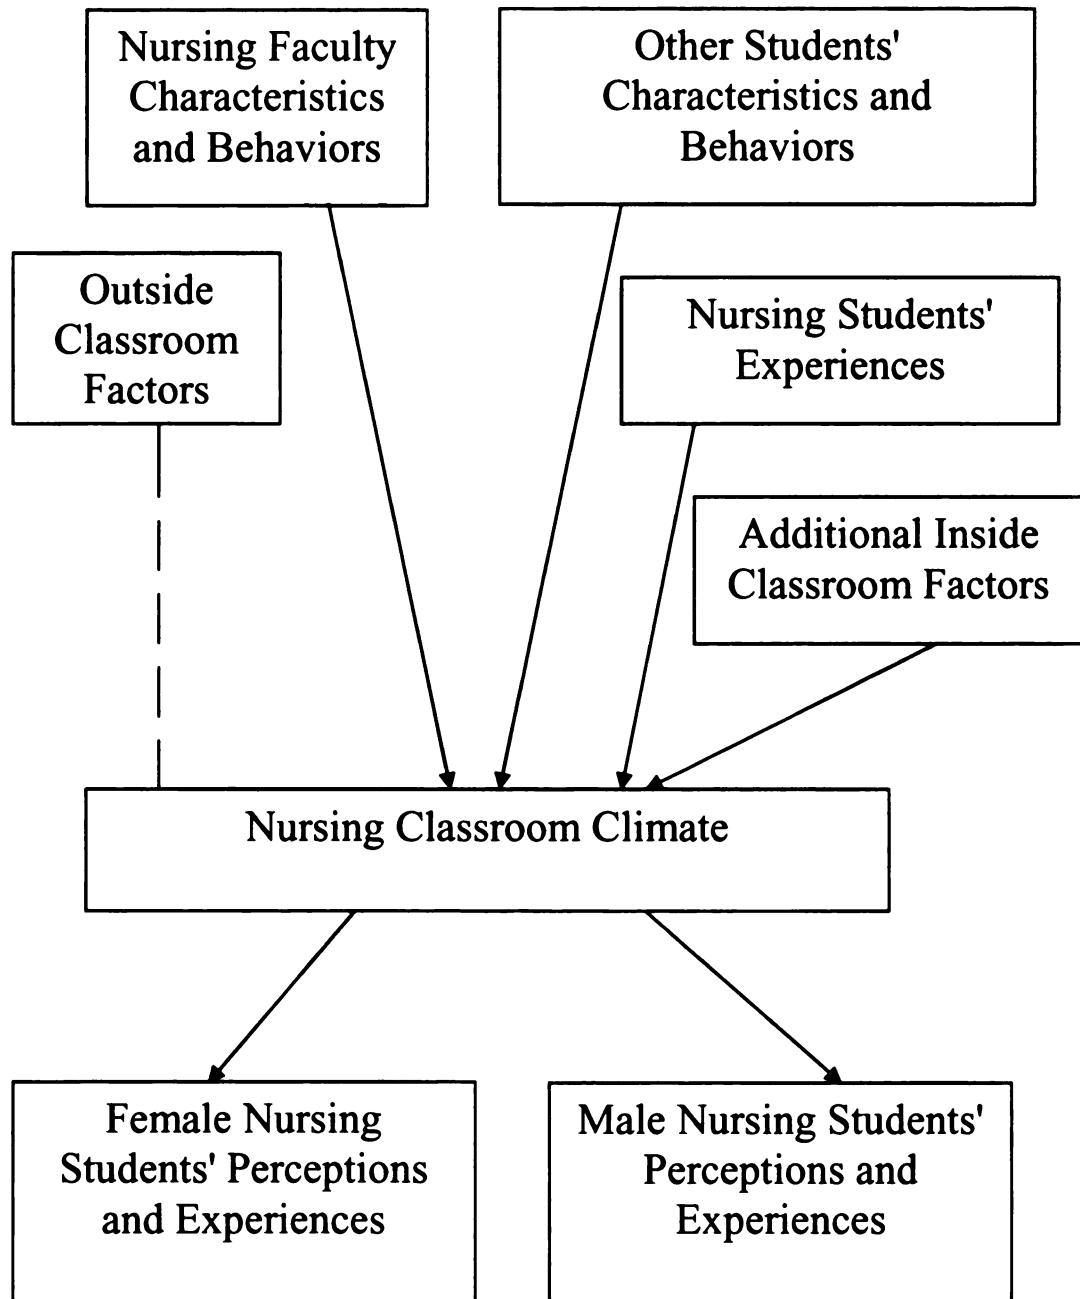 Nursing Faculty
Characteristics
and Behaviors
Other Students'
Characteristics and
Behaviors
Outside
Classroom
Factors
Nursing Students'
Experiences
Additional Inside
Classroom Factors
Nursing Classroom Climate
Female Nursing
Students' Perceptions
and Experiences
Male Nursing Students'
Perceptions and
Experiences